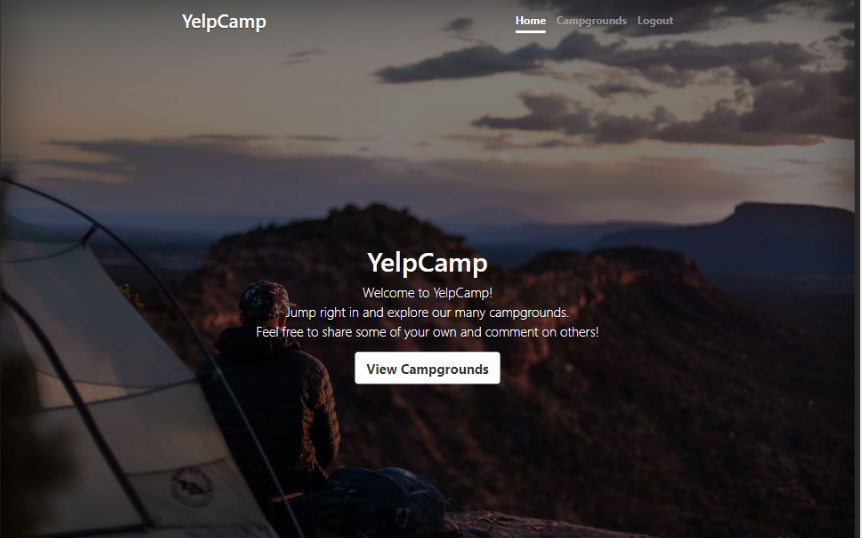 YelpCamp
Home Campgrounds Logout
YelpCamp
Welcome to YelpCamp!
Jump right in and explore our many campgrounds.
Feel free to share some of your own and comment on others!
View Campgrounds